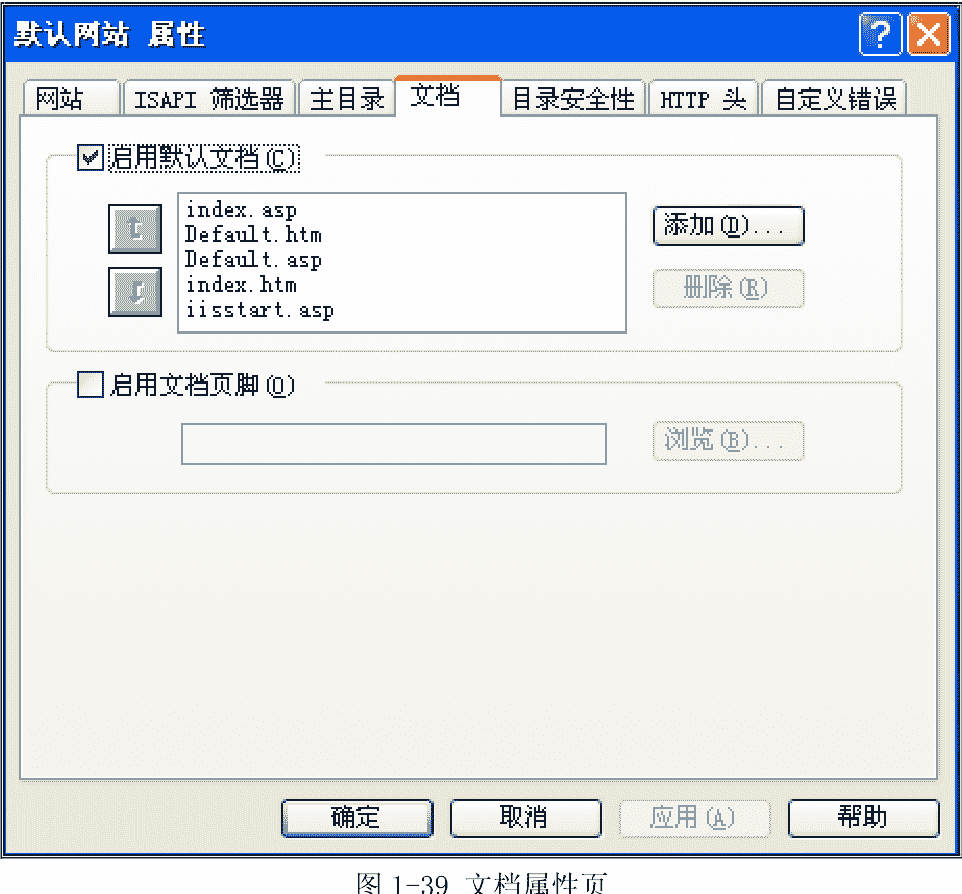 默认网站 属性
网站 ISAPI 筛选器 主目录 文档 目录安全性 HTTP 头 自定义错误
启用默认文档(C)
index.asp
Default.htm
Default.asp
index.htm
iisstart.asp
添加(D)...
删除(R)
启用文档页脚(O)
浏览(B)...
确定 取消 应用(A) 帮助
图 1-39 文档属性页